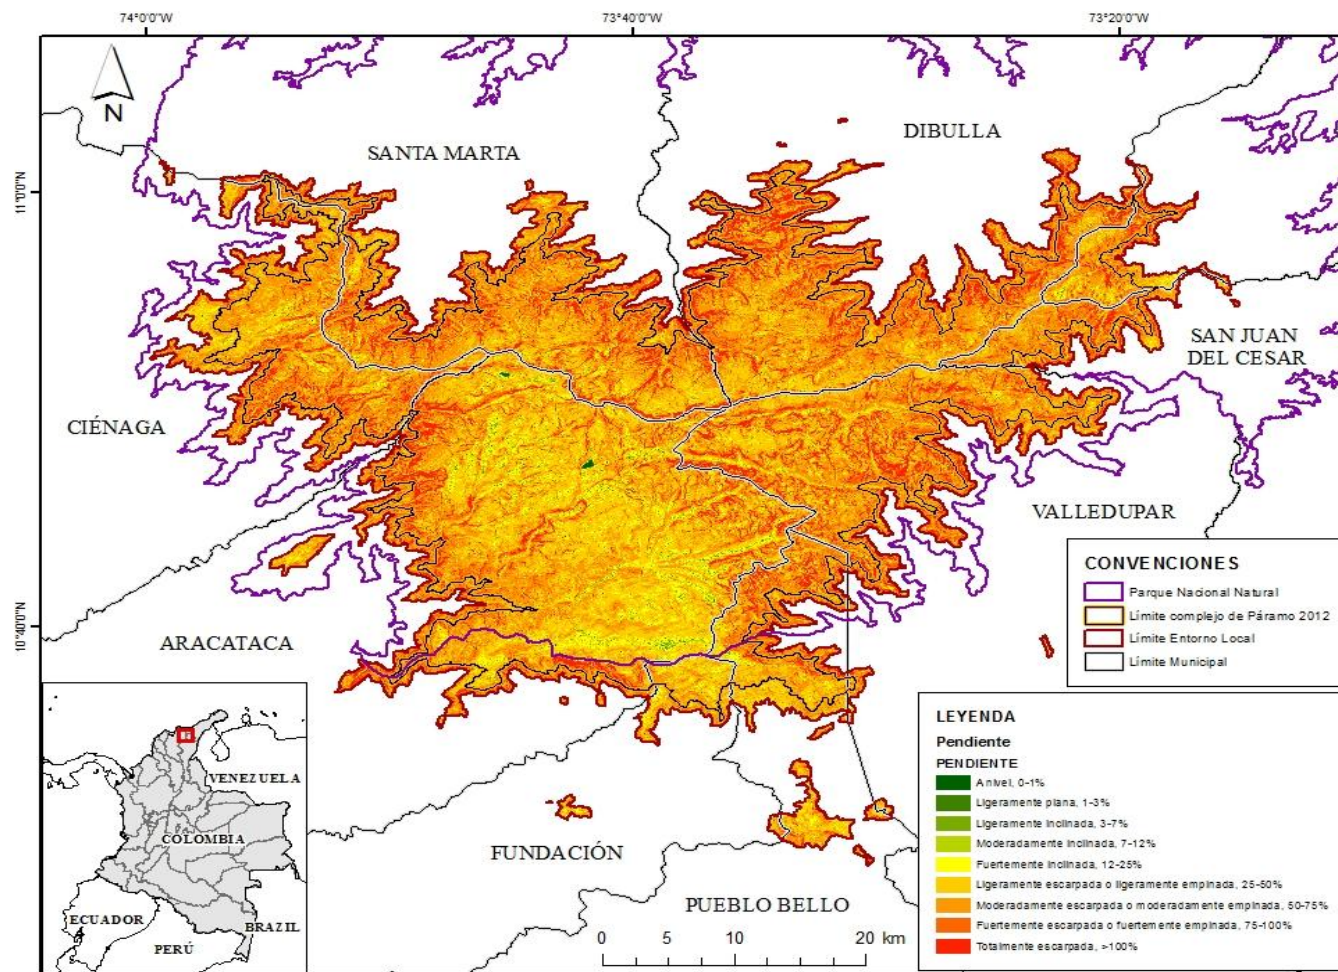 74°0'0"W
73°40'0"W
73°20'0"W
11°0'0"N
10°40'0"N
N
SANTA MARTA
DIBULLA
SAN JUAN
DEL CESAR
CIÉNAGA
VALLEDUPAR
ARACATACA
FUNDACIÓN
PUEBLO BELLO
CONVENCIONES
Parque Nacional Natural
Límite complejo de Páramo 2012
Límite Entorno Local
Límite Municipal
LEYENDA
Pendiente
PENDIENTE
A nivel, 0-1%
Ligeramente plana, 1-3%
Ligeramente inclinada, 3-7%
Moderadamente inclinada, 7-12%
Fuertemente inclinada, 12-25%
Ligeramente escarpada o ligeramente empinada, 25-50%
Moderadamente escarpada o moderadamente empinada, 50-75%
Fuertemente escarpada o fuertemente empinada, 75-100%
Totalmente escarpada, >100%
VENEZUELA
COLOMBIA
ECUADOR
BRAZIL
PERÚ
0 5 10 20 km